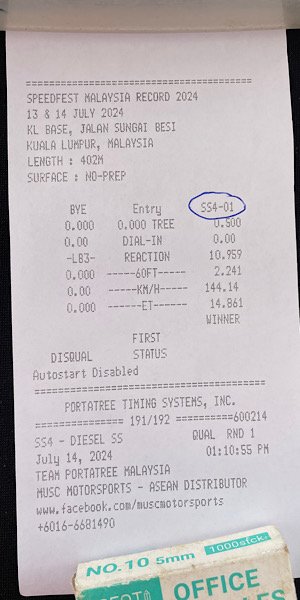 ================================
SPEEDFEST MALAYSIA RECORD 2024
13 & 14 JULY 2024
KL BASE, JALAN SUNGAI BESI
KUALA LUMPUR, MALAYSIA
LENGTH : 402M
SURFACE : NO-PREP
BYE Entry SS4-01
0.000 0.000 TREE 0.500
0.00 DIAL-IN 0.00
-LB3- REACTION 10.959
0.000 -----60FT----- 2.241
0.00 -----KM/H----- 144.14
0.000 ------ET------ 14.861
WINNER
FIRST
DISQUAL STATUS
Autostart Disabled
================================
PORTATREE TIMING SYSTEMS, INC.
============== 191/192 ==========600214
SS4 - DIESEL SS QUAL RND 1
July 14, 2024 01:10:55 PM
TEAM PORTATREE MALAYSIA
MUSC MOTORSPORTS - ASEAN DISTRIBUTOR
www.facebook.com/muscmotorsports
+6016-6681490
NO.10 5mm 1000stcks
OFFICE